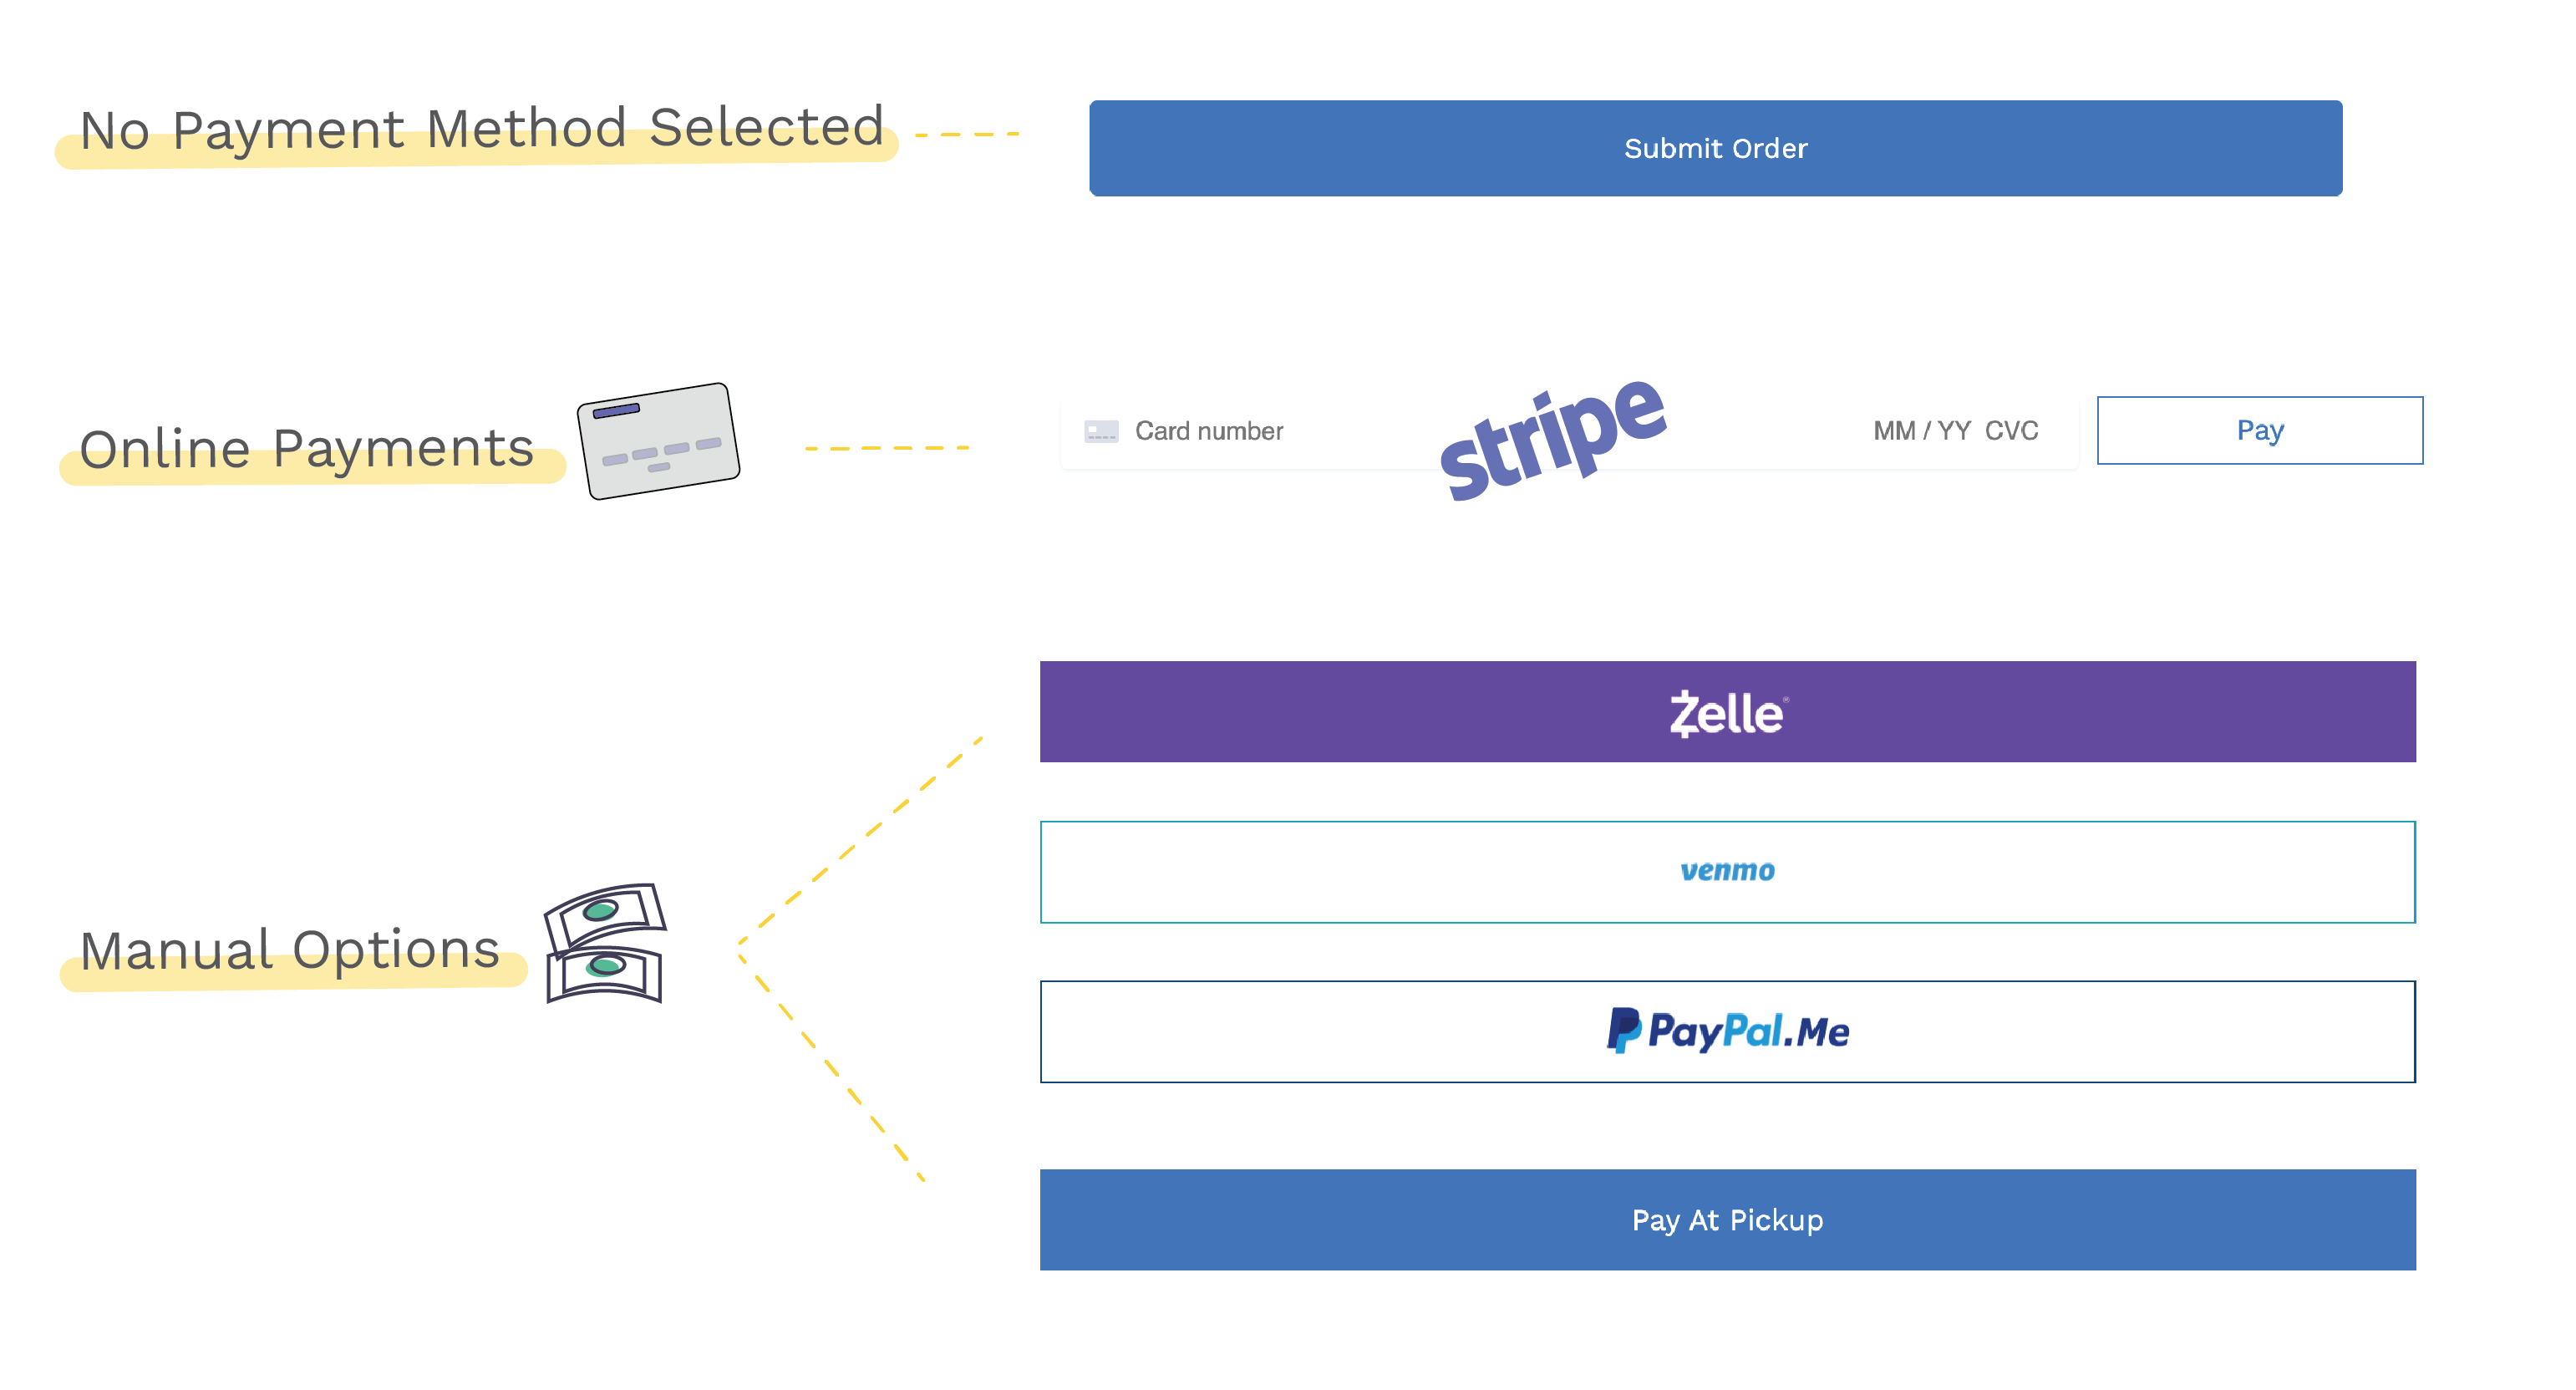 No Payment Method Selected
Submit Order
Online Payments
Card number
stripe
MM / YY CVC
Pay
Zelle®
venmo
Manual Options
PayPal.Me
Pay At Pickup